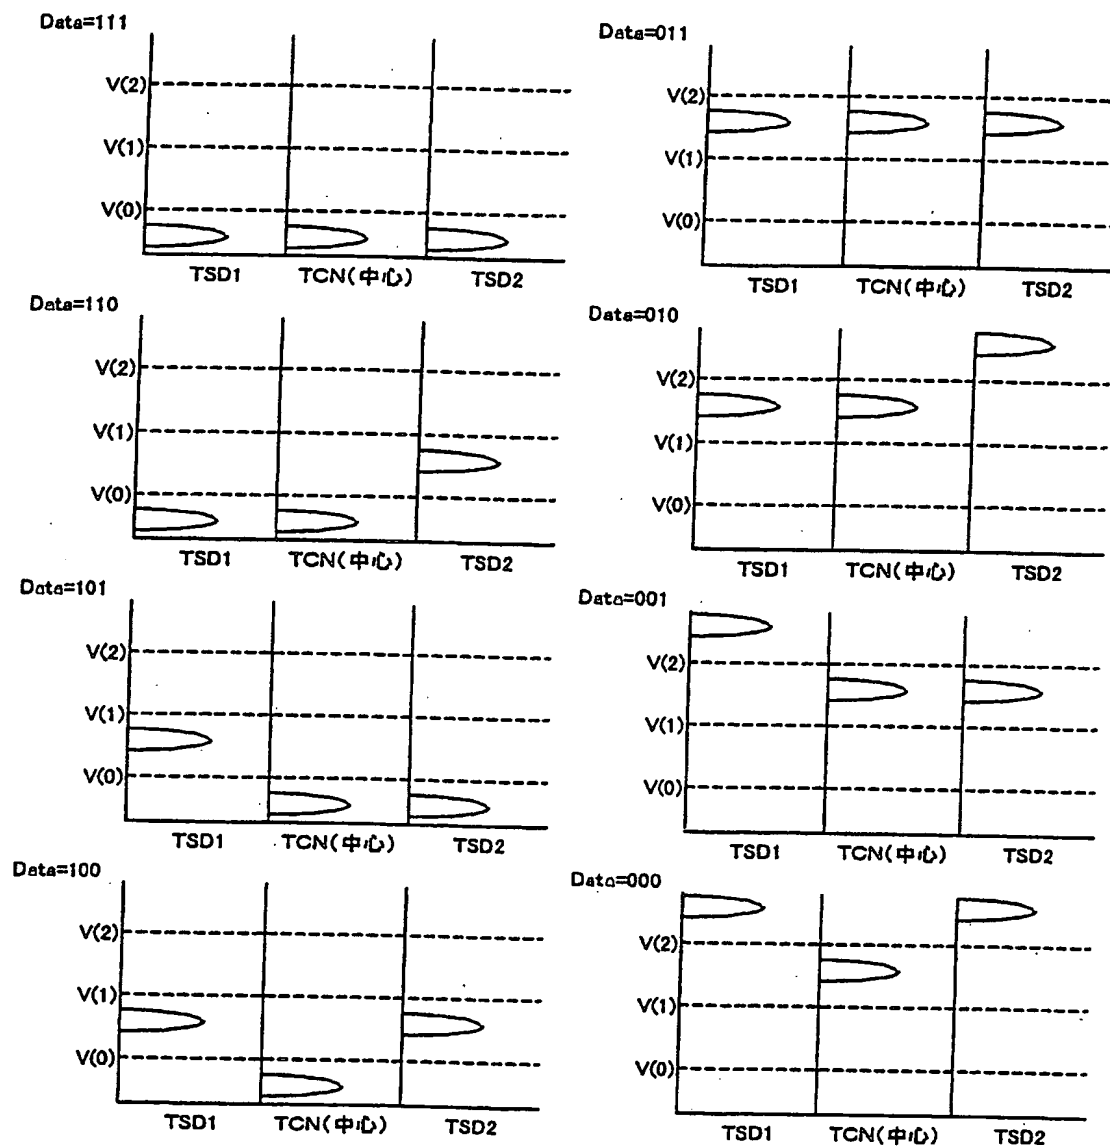 Data=111
V(2)
V(1)
V(0)
TSD1 TCN(中心) TSD2
Data=110
V(2)
V(1)
V(0)
TSD1 TCN(中心) TSD2
Data=101
V(2)
V(1)
V(0)
TSD1 TCN(中心) TSD2
Data=100
V(2)
V(1)
V(0)
TSD1 TCN(中心) TSD2
Data=011
V(2)
V(1)
V(0)
TSD1 TCN(中心) TSD2
Data=010
V(2)
V(1)
V(0)
TSD1 TCN(中心) TSD2
Data=001
V(2)
V(1)
V(0)
TSD1 TCN(中心) TSD2
Data=000
V(2)
V(1)
V(0)
TSD1 TCN(中心) TSD2